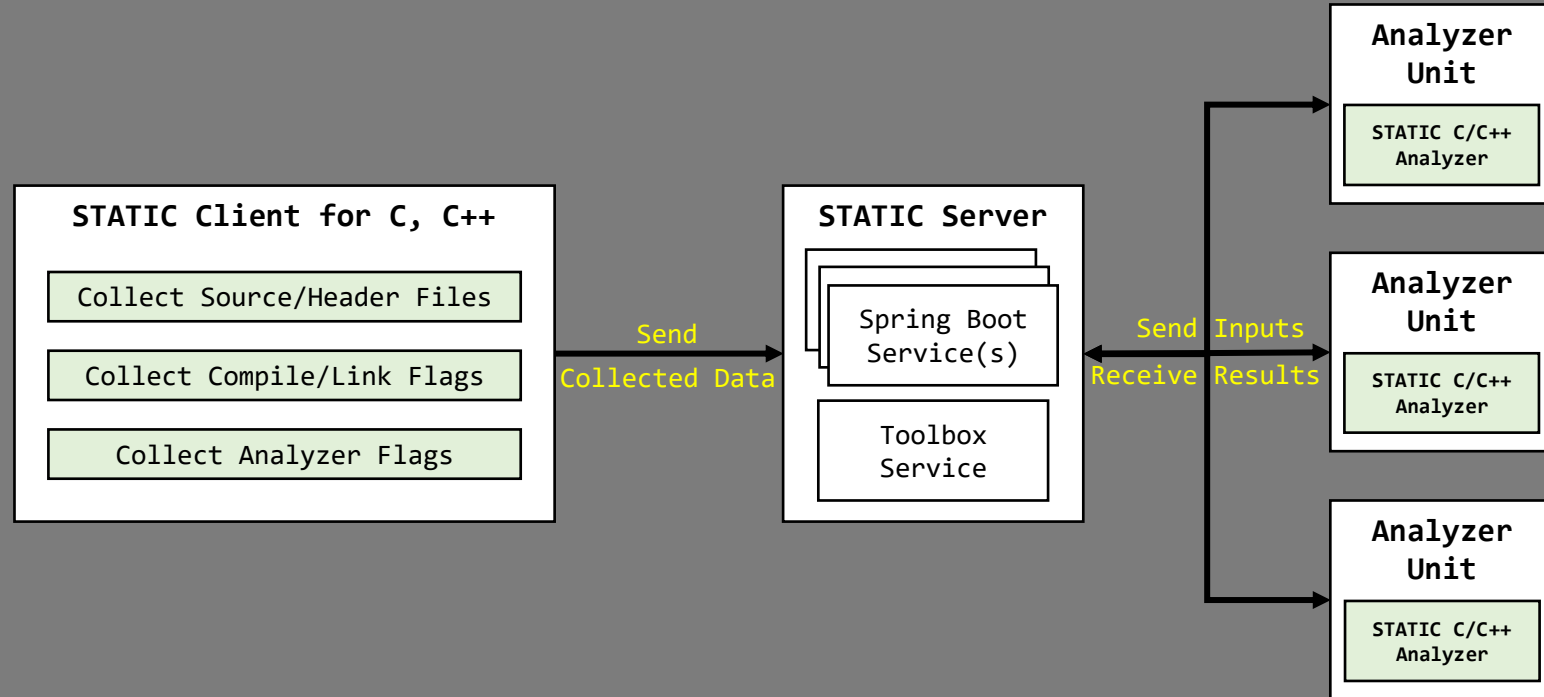 STATIC Client for C, C++
Collect Source/Header Files
Collect Compile/Link Flags
Collect Analyzer Flags
Send
Collected Data
STATIC Server
Spring Boot
Service(s)
Toolbox
Service
Send Inputs
Receive Results
Analyzer
Unit
STATIC C/C++
Analyzer
Analyzer
Unit
STATIC C/C++
Analyzer
Analyzer
Unit
STATIC C/C++
Analyzer